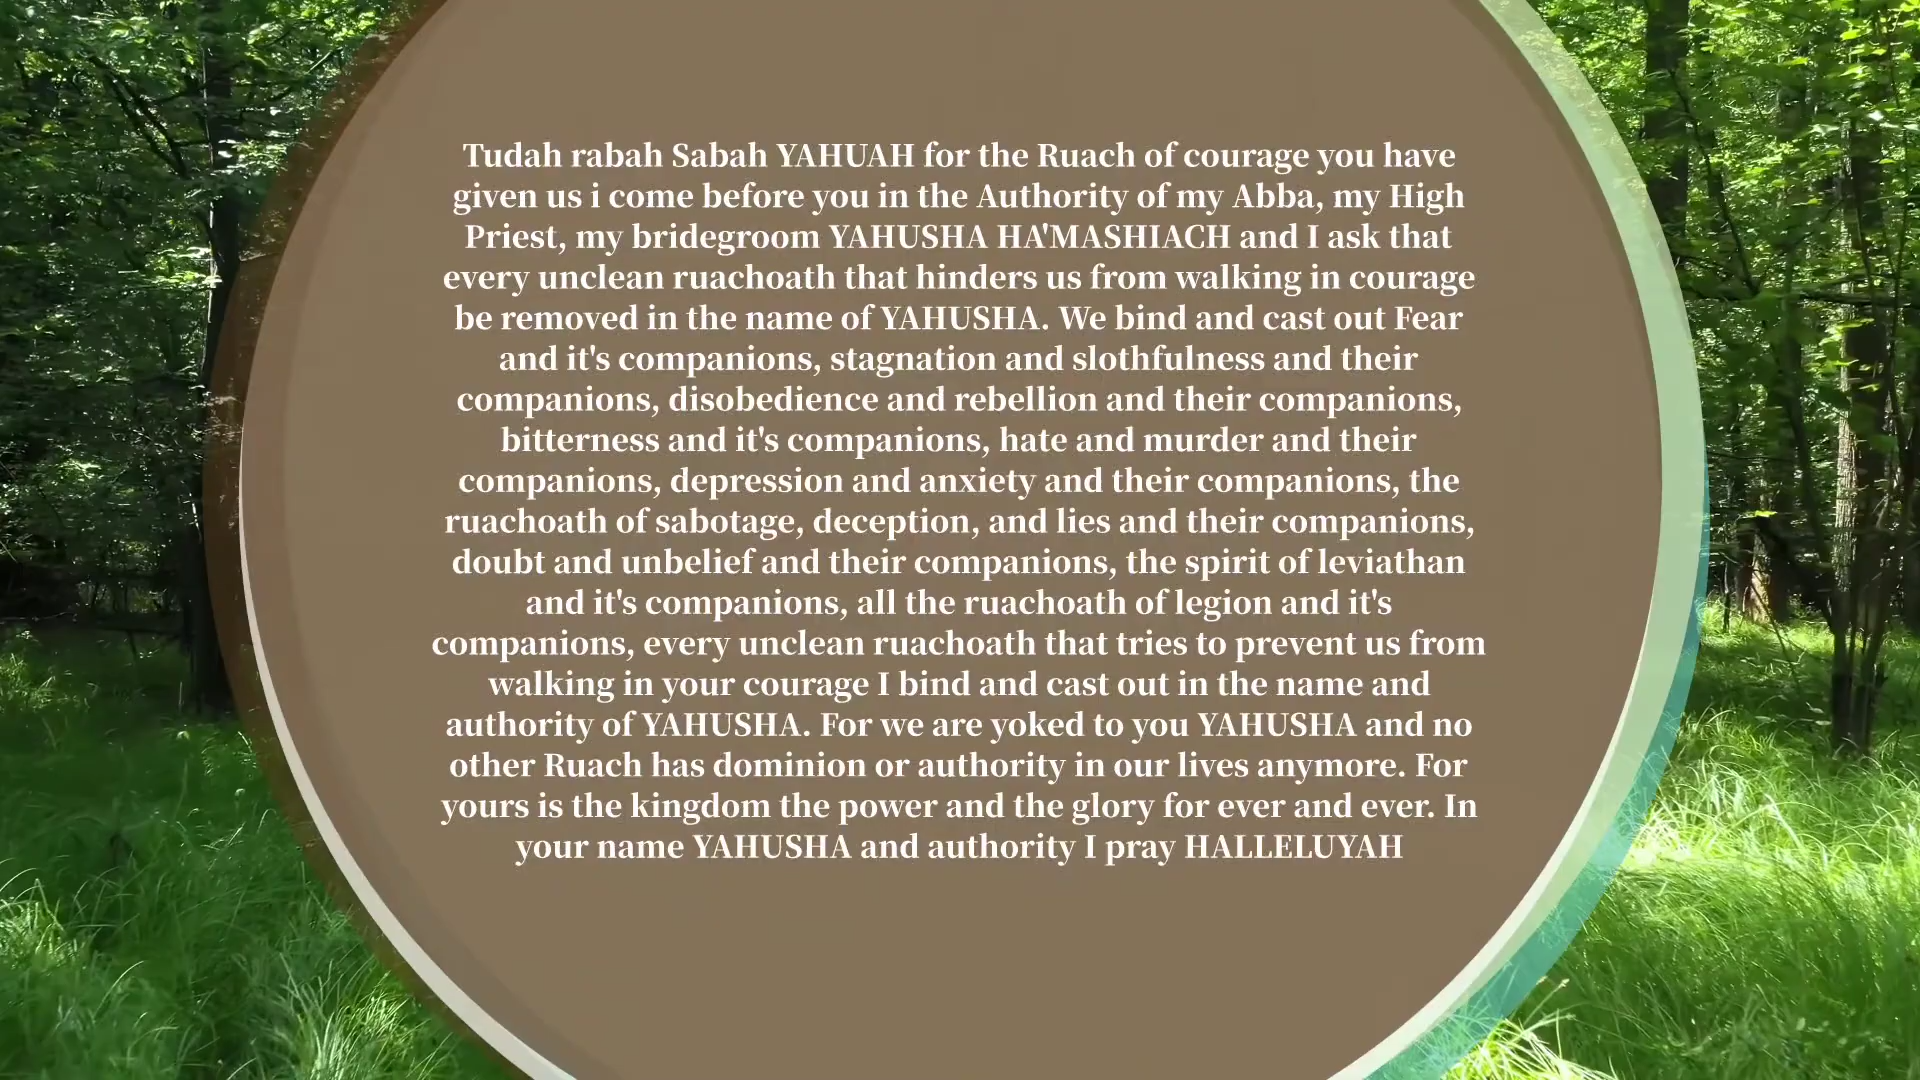 Tudah rabah Sabah YAHUAH for the Ruach of courage you have
given us i come before you in the Authority of my Abba, my High
Priest, my bridegroom YAHUSHA HA'MASHIACH and I ask that
every unclean ruachoath that hinders us from walking in courage
be removed in the name of YAHUSHA. We bind and cast out Fear
and it's companions, stagnation and slothfulness and their
companions, disobedience and rebellion and their companions,
bitterness and it's companions, hate and murder and their
companions, depression and anxiety and their companions, the
ruachoath of sabotage, deception, and lies and their companions,
doubt and unbelief and their companions, the spirit of leviathan
and it's companions, all the ruachoath of legion and it's
companions, every unclean ruachoath that tries to prevent us from
walking in your courage I bind and cast out in the name and
authority of YAHUSHA. For we are yoked to you YAHUSHA and no
other Ruach has dominion or authority in our lives anymore. For
yours is the kingdom the power and the glory for ever and ever. In
your name YAHUSHA and authority I pray HALLELUYAH